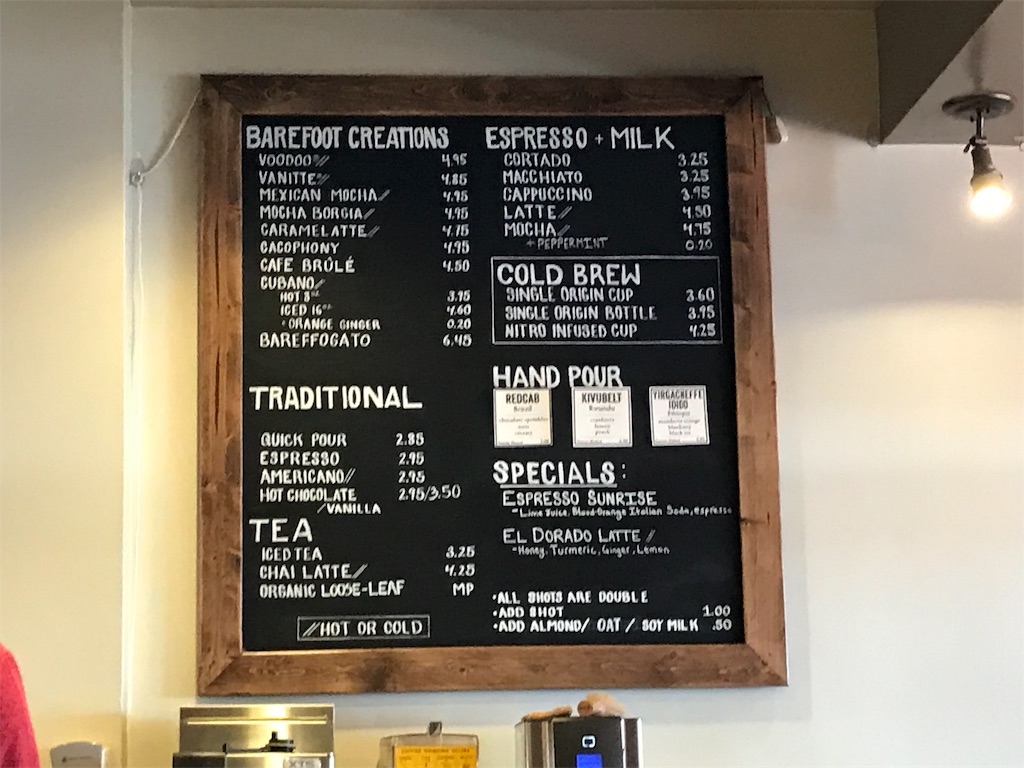 BAREFOOT CREATIONS
VOODOO// 4.95
VANITTE// 4.85
MEXICAN MOCHA// 4.95
MOCHA BORGIA// 4.95
CARAMELATTE// 4.75
CACOPHONY 4.95
CAFE BRÛLÉ 4.50
CUBANO//
HOT 8oz 3.95
ICED 16oz 4.60
+ ORANGE GINGER 0.20
BAREFFOGATO 6.45
TRADITIONAL
QUICK POUR 2.85
ESPRESSO 2.95
AMERICANO// 2.95
HOT CHOCOLATE 2.95/3.50
/VANILLA
TEA
ICED TEA 3.25
CHAI LATTE// 4.25
ORGANIC LOOSE-LEAF MP
//HOT OR COLD
ESPRESSO + MILK
CORTADO 3.25
MACCHIATO 3.25
CAPPUCCINO 3.95
LATTE// 4.50
MOCHA// 4.75
+ PEPPERMINT 0.20
COLD BREW
SINGLE ORIGIN CUP 3.60
SINGLE ORIGIN BOTTLE 3.95
NITRO INFUSED CUP 4.25
HAND POUR
REDCAB
Brazil
KIVUBELT
Rwanda
YIRGACHEFFE
IDIDO
Ethiopia
SPECIALS:
ESPRESSO SUNRISE
-Lime Juice, Blood Orange Italian Soda, espresso
EL DORADO LATTE //
-Honey, Turmeric, Ginger, Lemon
•ALL SHOTS ARE DOUBLE
•ADD SHOT 1.00
•ADD ALMOND/ OAT / SOY MILK .50